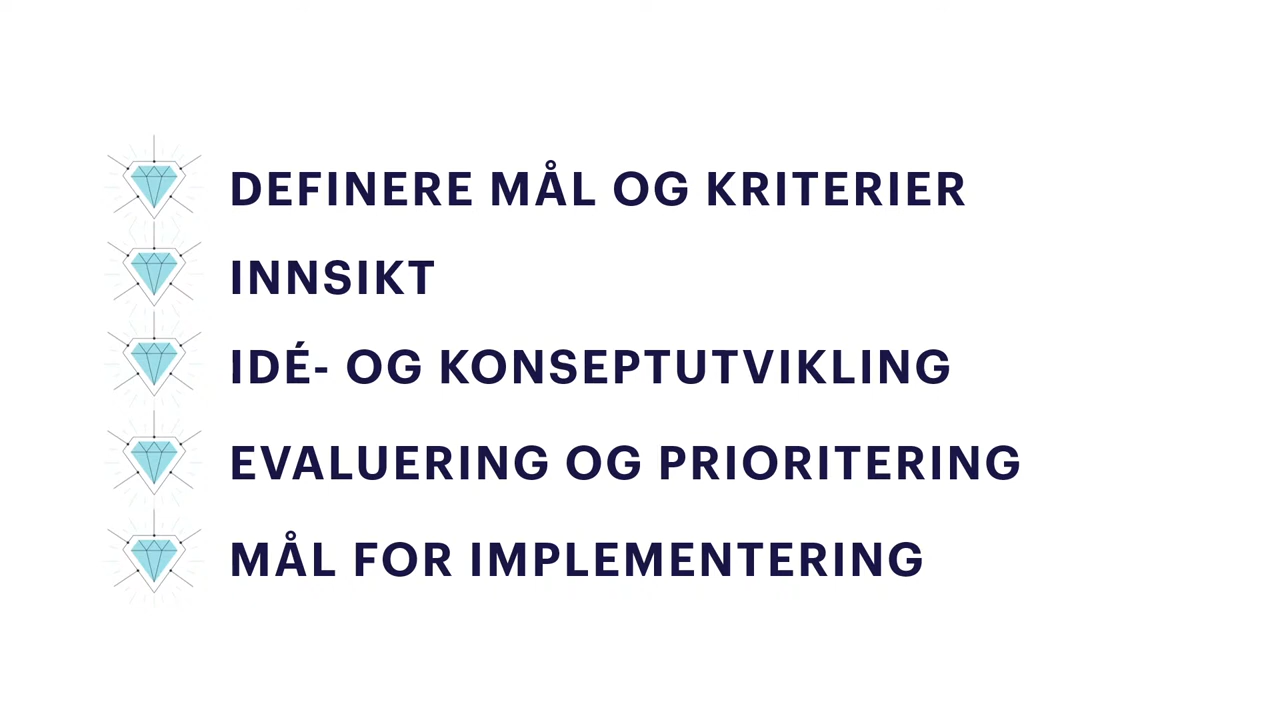 DEFINERE MÅL OG KRITERIER
INNSIKT
IDÉ- OG KONSEPTUTVIKLING
EVALUERING OG PRIORITERING
MÅL FOR IMPLEMENTERING